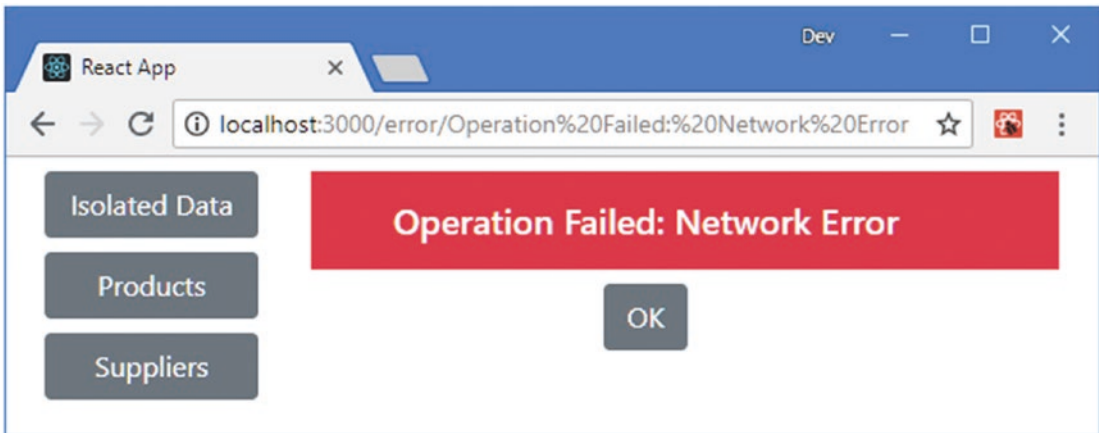 Dev
React App
localhost:3000/error/Operation%20Failed:%20Network%20Error
Isolated Data
Operation Failed: Network Error
Products
OK
Suppliers